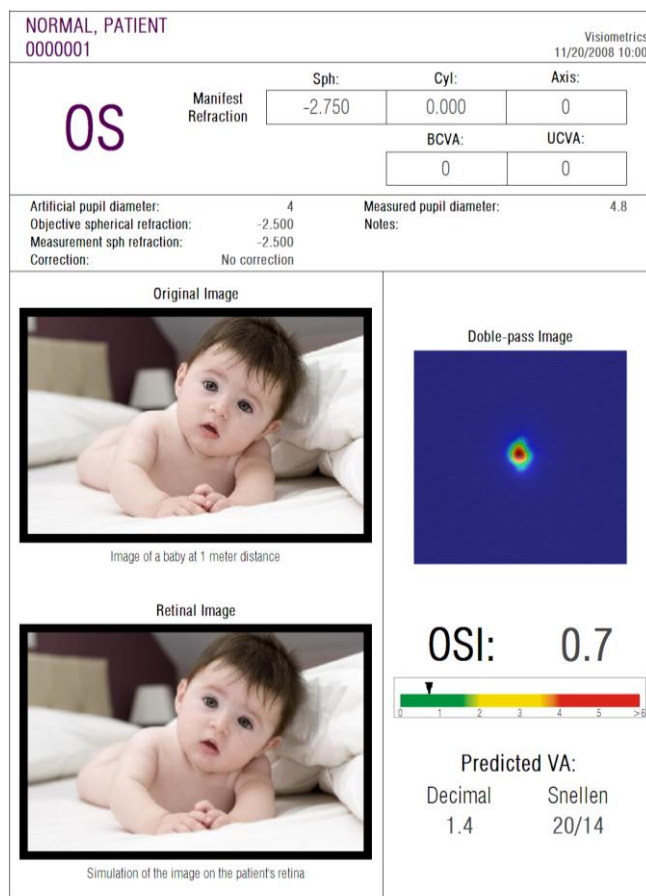 NORMAL, PATIENT
0000001
Visiometrics
11/20/2008 10:00
OS
Manifest Refraction
Sph: Cyl: Axis:
-2.750 0.000 0
BCVA: UCVA:
0 0
Artificial pupil diameter: 4
Objective spherical refraction: -2.500
Measurement sph refraction: -2.500
Correction: No correction
Measured pupil diameter: 4.8
Notes:
Original Image
Image of a baby at 1 meter distance
Retinal Image
Simulation of the image on the patient's retina
Doble-pass Image
OSI: 0.7
0 1 2 3 4 5 >6
Predicted VA:
Decimal Snellen
1.4 20/14